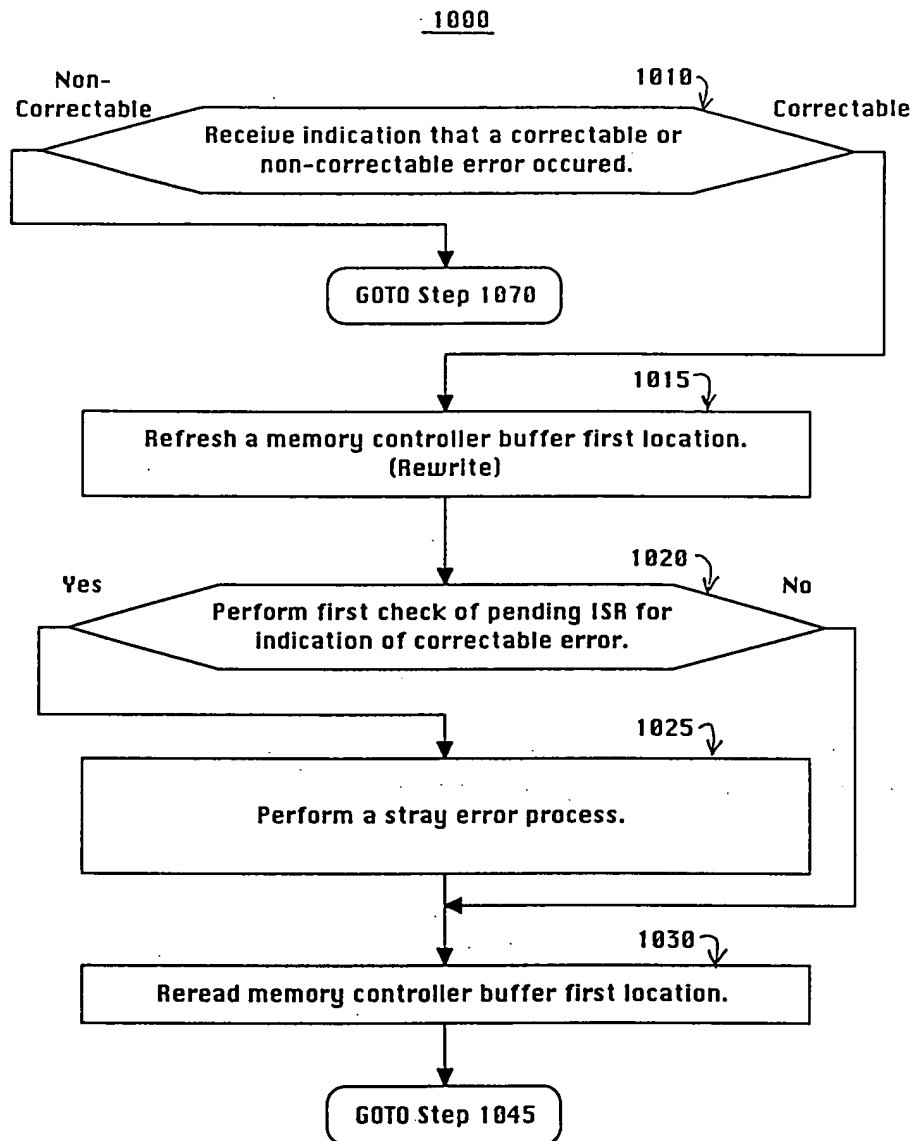 1000
Non-
Correctable
1010
Correctable
Receive indication that a correctable or
non-correctable error occured.
GOTO Step 1070
1015
Refresh a memory controller buffer first location.
(Rewrite)
1020
Yes
No
Perform first check of pending ISR for
indication of correctable error.
1025
Perform a stray error process.
1030
Reread memory controller buffer first location.
GOTO Step 1045